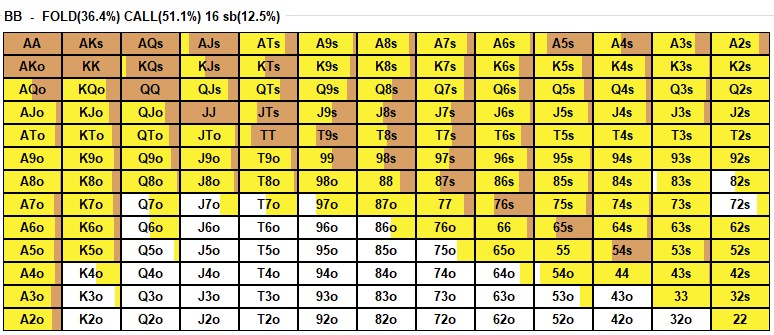 BB - FOLD(36.4%) CALL(51.1%) 16 sb(12.5%)
AA AKs AQs AJs ATs A9s A8s A7s A6s A5s A4s A3s A2s
AKo KK KQs KJs KTs K9s K8s K7s K6s K5s K4s K3s K2s
AQo KQo QQ QJs QTs Q9s Q8s Q7s Q6s Q5s Q4s Q3s Q2s
AJo KJo QJo JJ JTs J9s J8s J7s J6s J5s J4s J3s J2s
ATo KTo QTo JTo TT T9s T8s T7s T6s T5s T4s T3s T2s
A9o K9o Q9o J9o T9o 99 98s 97s 96s 95s 94s 93s 92s
A8o K8o Q8o J8o T8o 98o 88 87s 86s 85s 84s 83s 82s
A7o K7o Q7o J7o T7o 97o 87o 77 76s 75s 74s 73s 72s
A6o K6o Q6o J6o T6o 96o 86o 76o 66 65s 64s 63s 62s
A5o K5o Q5o J5o T5o 95o 85o 75o 65o 55 54s 53s 52s
A4o K4o Q4o J4o T4o 94o 84o 74o 64o 54o 44 43s 42s
A3o K3o Q3o J3o T3o 93o 83o 73o 63o 53o 43o 33 32s
A2o K2o Q2o J2o T2o 92o 82o 72o 62o 52o 42o 32o 22